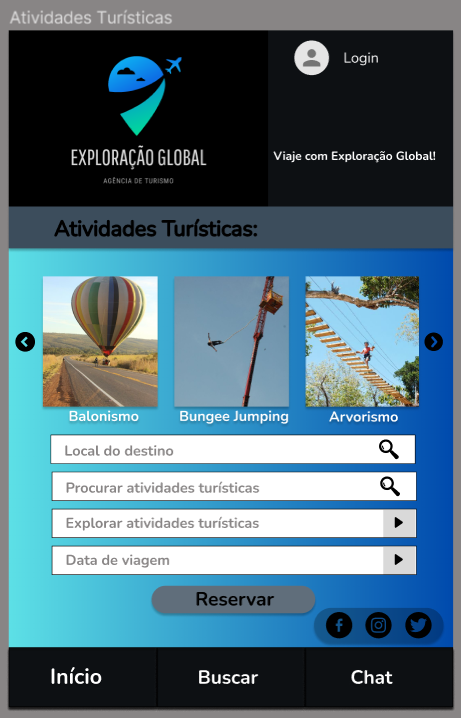 Atividades Turísticas
Login
EXPLORAÇÃO GLOBAL
AGÊNCIA DE TURISMO
Viaje com Exploração Global!
Atividades Turísticas:
Balonismo
Bungee Jumping
Arvorismo
Local do destino
Procurar atividades turísticas
Explorar atividades turísticas
Data de viagem
Reservar
Início
Buscar
Chat